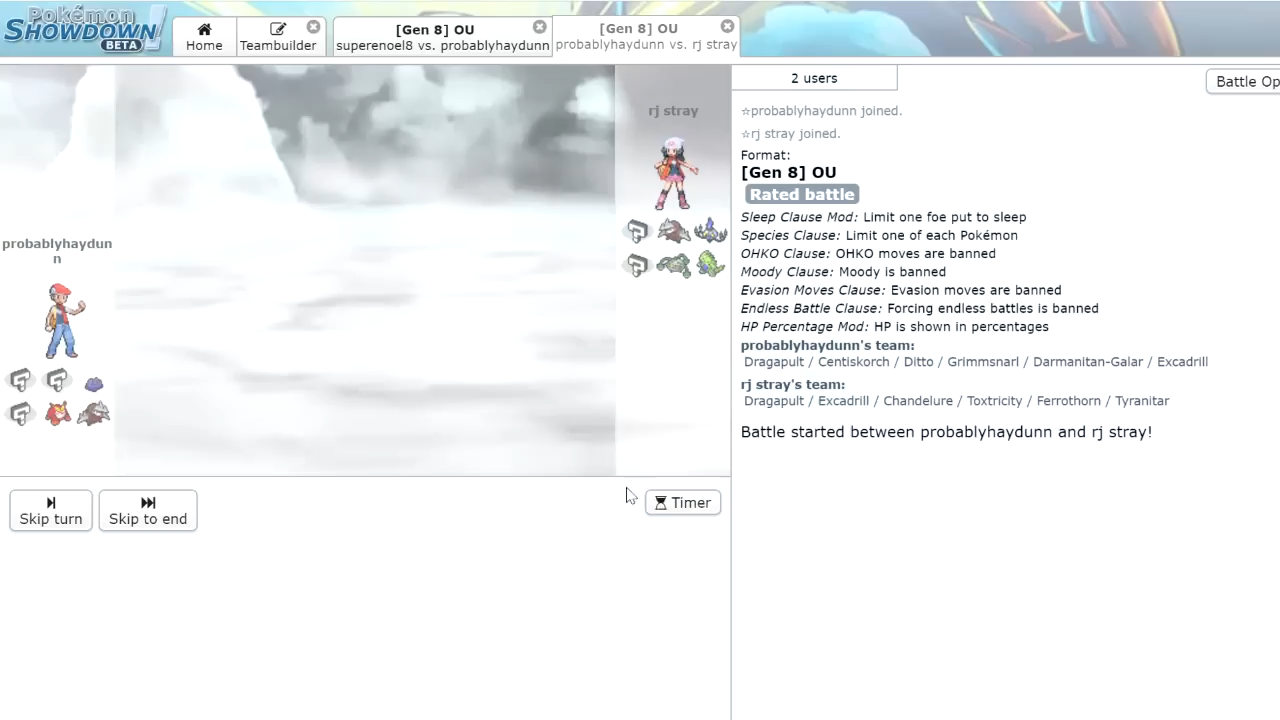 Pokémon
SHOWDOWN!
BETA
Home
Teambuilder
[Gen 8] OU
superenoel8 vs. probablyhaydunn
[Gen 8] OU
probablyhaydunn vs. rj stray
rj stray
probablyhaydun
n
2 users
Battle Op
☆probablyhaydunn joined.
☆rj stray joined.
Format:
[Gen 8] OU
Rated battle
Sleep Clause Mod: Limit one foe put to sleep
Species Clause: Limit one of each Pokémon
OHKO Clause: OHKO moves are banned
Moody Clause: Moody is banned
Evasion Moves Clause: Evasion moves are banned
Endless Battle Clause: Forcing endless battles is banned
HP Percentage Mod: HP is shown in percentages
probablyhaydunn's team:
Dragapult / Centiskorch / Ditto / Grimmsnarl / Darmanitan-Galar / Excadrill
rj stray's team:
Dragapult / Excadrill / Chandelure / Toxtricity / Ferrothorn / Tyranitar
Battle started between probablyhaydunn and rj stray!
Skip turn
Skip to end
Timer